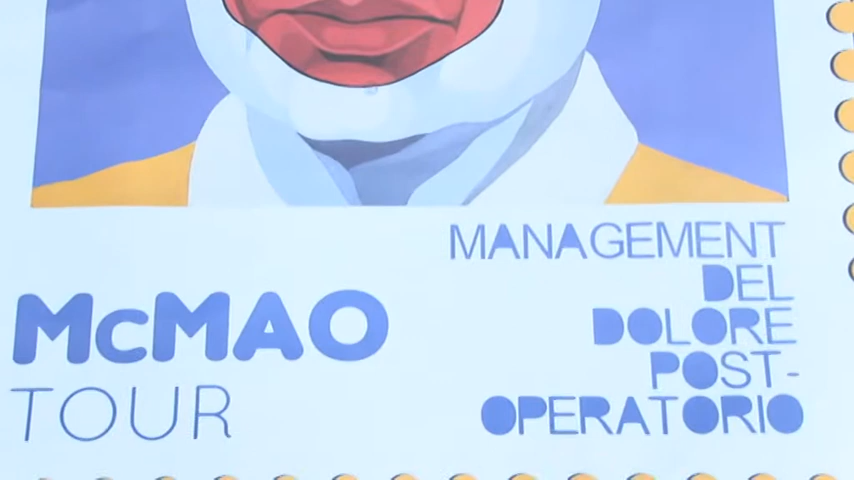 McMAO
TOUR
MANAGEMENT
DEL
DOLORE
POST-
OPERATORIO